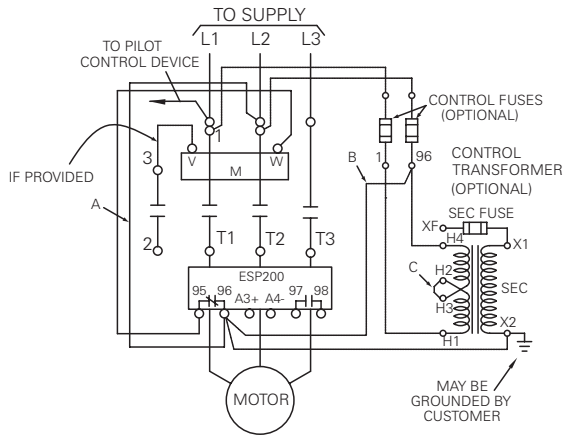 TO SUPPLY
L1 L2 L3
TO PILOT
CONTROL DEVICE
CONTROL FUSES
(OPTIONAL)
1
V W
M
3
1 96
B
CONTROL
TRANSFORMER
(OPTIONAL)
IF PROVIDED
A
SEC FUSE
XF
H4 X1
2
T1 T2 T3
C
H2
H3
SEC
ESP200
95 96 A3+ A4- 97 98
H1 X2
MOTOR
MAY BE
GROUNDED BY
CUSTOMER